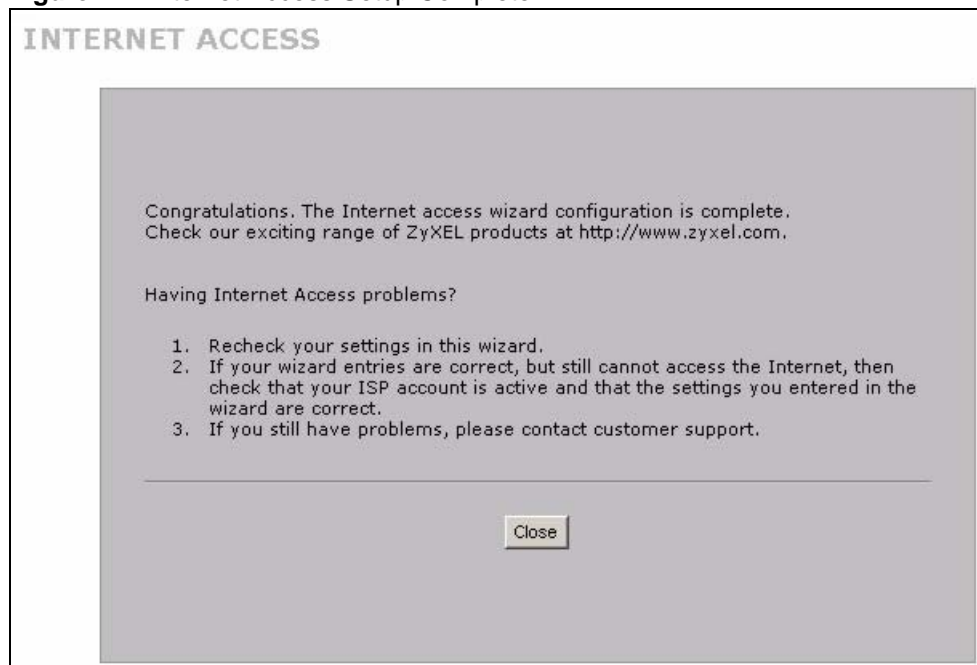 INTERNET ACCESS
Congratulations. The Internet access wizard configuration is complete.
Check our exciting range of ZyXEL products at http://www.zyxel.com.
Having Internet Access problems?
1. Recheck your settings in this wizard.
2. If your wizard entries are correct, but still cannot access the Internet, then
check that your ISP account is active and that the settings you entered in the
wizard are correct.
3. If you still have problems, please contact customer support.
Close